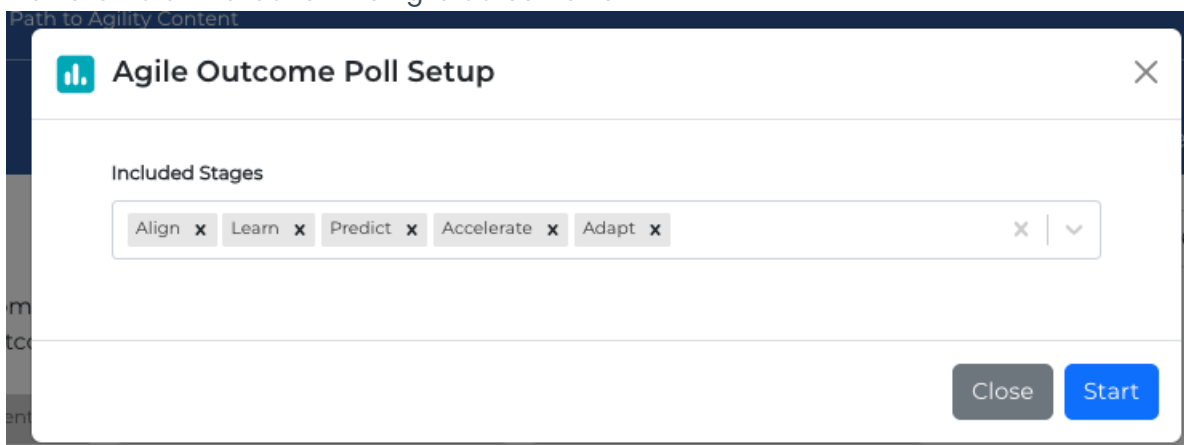 Path to Agility Content
Agile Outcome Poll Setup
Included Stages
Align x Learn x Predict x Accelerate x Adapt x
Close Start